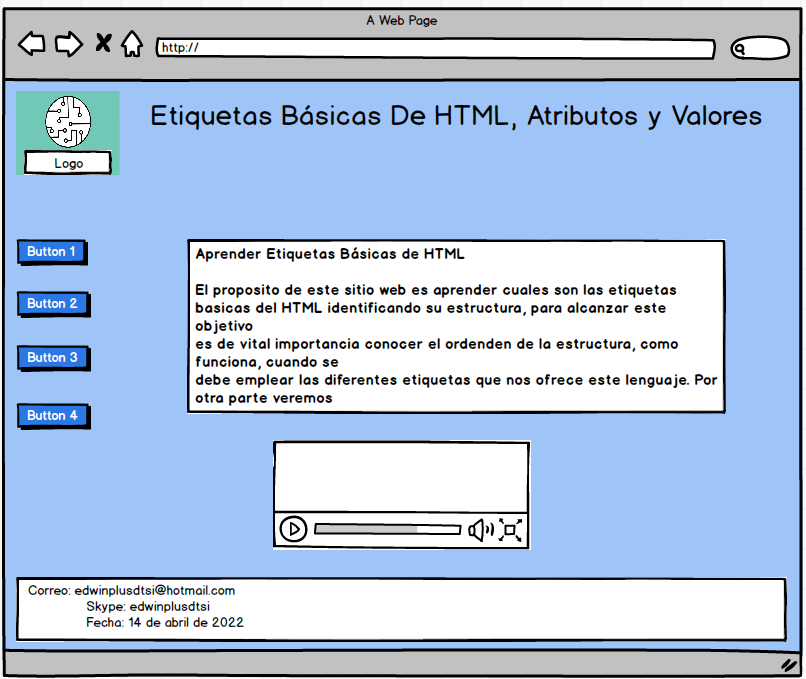 A Web Page
http://
Etiquetas Básicas De HTML, Atributos y Valores
Logo
Button 1
Button 2
Button 3
Button 4
Aprender Etiquetas Básicas de HTML
El proposito de este sitio web es aprender cuales son las etiquetas
basicas del HTML identificando su estructura, para alcanzar este
objetivo
es de vital importancia conocer el ordenden de la estructura, como
funciona, cuando se
debe emplear las diferentes etiquetas que nos ofrece este lenguaje. Por
otra parte veremos
Correo: edwinplusdtsi@hotmail.com
Skype: edwinplusdtsi
Fecha: 14 de abril de 2022